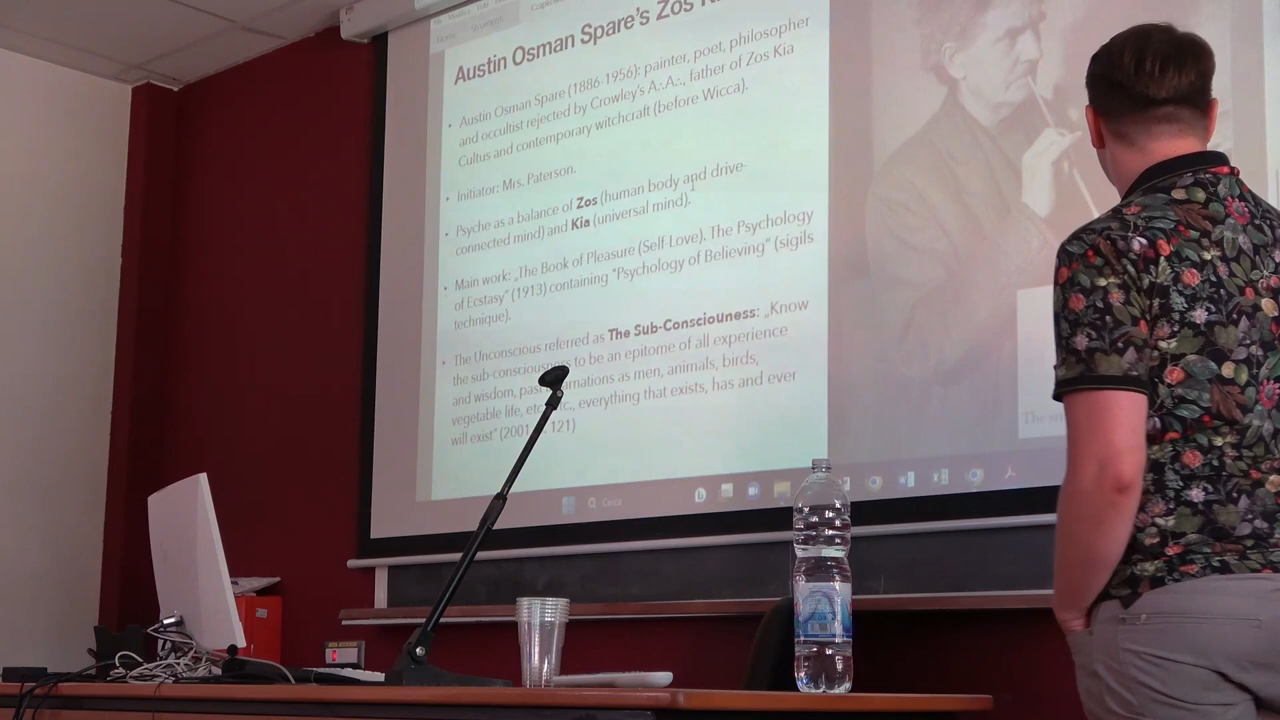 Austin Osman Spare's Zos
Austin Osman Spare (1886-1956): painter, poet, philosopher
and occultist rejected by Crowley's A∴A∴, father of Zos Kia
Cultus and contemporary witchcraft (before Wicca).
Initiator: Mrs. Paterson.
Psyche as a balance of Zos (human body and drive-
connected mind) and Kia (universal mind).
Main work: „The Book of Pleasure (Self-Love). The Psychology
of Ecstasy" (1913) containing "Psychology of Believing" (sigils
technique).
The Unconscious referred as The Sub-Consciouness: „Know
the sub-consciousness to be an epitome of all experience
and wisdom, past incarnations as men, animals, birds,
vegetable life, etc., etc., everything that exists, has and ever
will exist" (2001 121)
Cerca